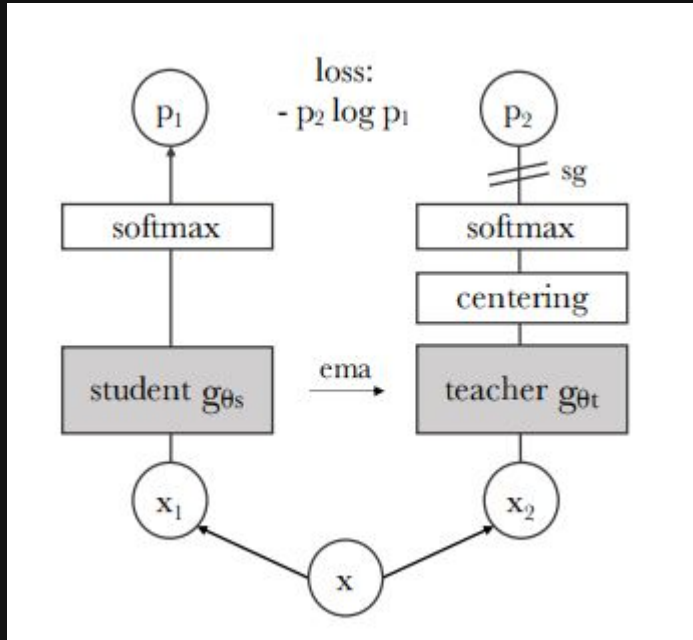 loss:
p₁
- p₂ log p₁
p₂
sg
softmax
softmax
centering
student gθs
ema
teacher gθt
x₁
x₂
x